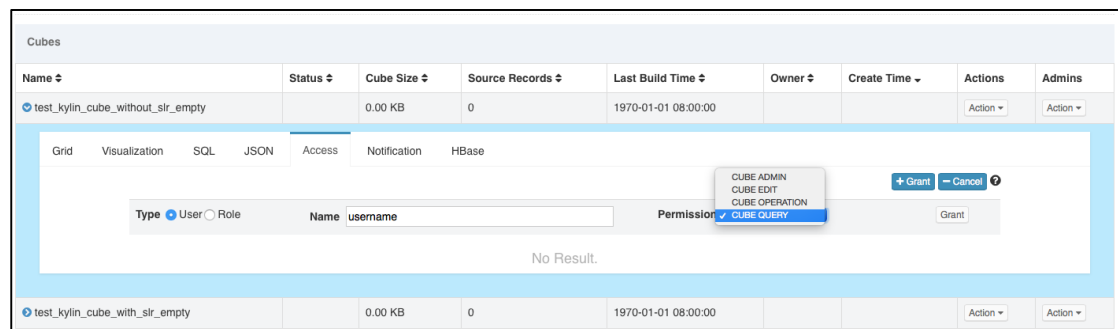 Cubes
Name Status Cube Size Source Records Last Build Time Owner Create Time Actions Admins
test_kylin_cube_without_slr_empty 0.00 KB 0 1970-01-01 08:00:00 Action Action
Grid Visualization SQL JSON Access Notification HBase
+ Grant − Cancel ?
CUBE ADMIN
CUBE EDIT
CUBE OPERATION
Type User Role Name username Permission ✓ CUBE QUERY Grant
No Result.
test_kylin_cube_with_slr_empty 0.00 KB 0 1970-01-01 08:00:00 Action Action